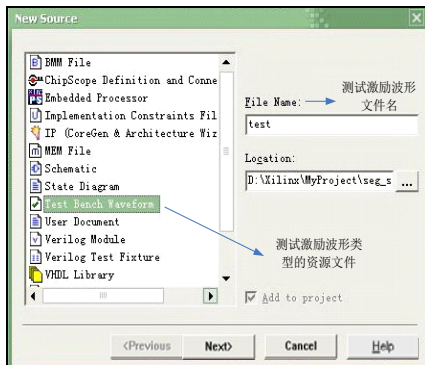 New Source
BMM File
ChipScope Definition and Conne
Embedded Processor
Implementation Constraints Fil
IP (CoreGen & Architecture Wiz
MEM File
Schematic
State Diagram
Test Bench Waveform
User Document
Verilog Module
Verilog Test Fixture
VHDL Library
File Name:
测试激励波形
文件名
test
Location:
D:\Xilinx\MyProject\seg_s
...
测试激励波形类
型的资源文件
Add to project
<Previous
Next>
Cancel
Help